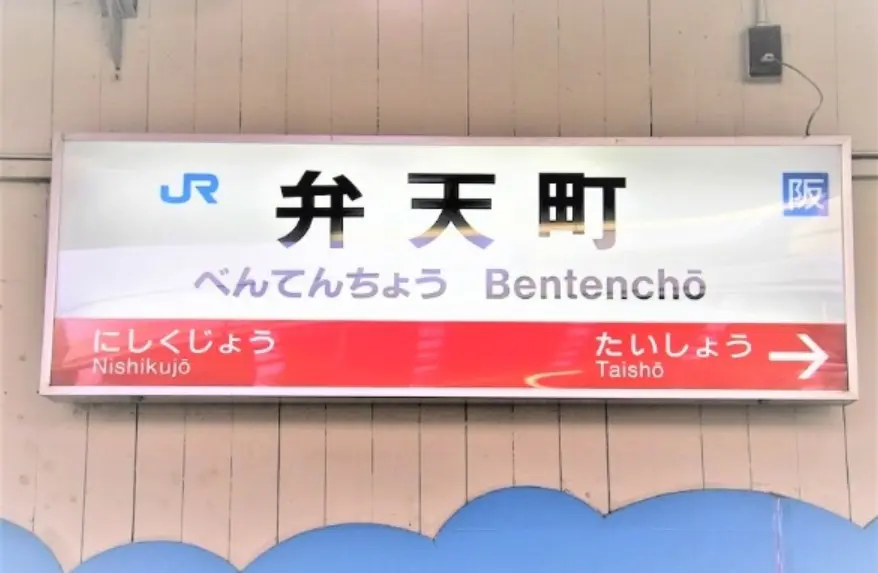 JR 弁天町 阪
べんてんちょう Bentenchō
にしくじょう たいしょう
Nishikujō Taishō